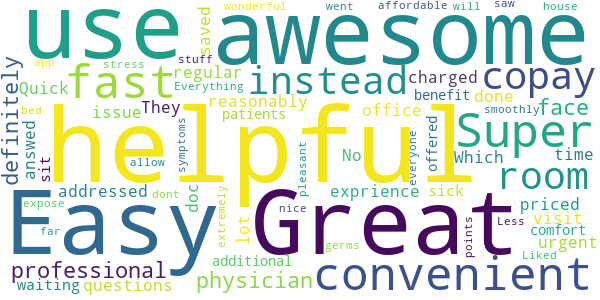 wonderful went affordable will saw house
use awesome
saved
app stress stuff
fast regular instead charged copay
Quick Everything
definitely issue They reasonably benefit done face
bed patients office smoothly
answered helpful Super
sit symptoms No offered everyone Which time
allow doc exprience sick room
addressed pleasant
dont priced
expose Easy Great visit
extremely nice Less comfort
far lot germs points urgent
professional additional Liked
waiting questions physician convenient